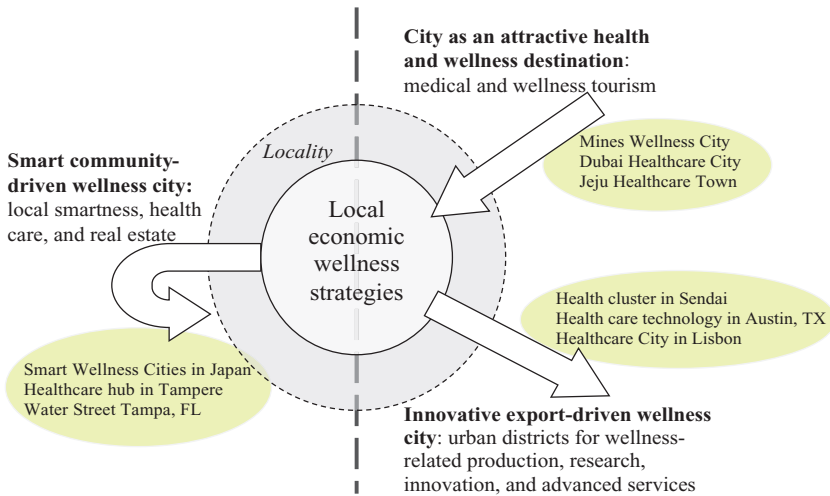 City as an attractive health
and wellness destination:
medical and wellness tourism
Mines Wellness City
Dubai Healthcare City
Jeju Healthcare Town
Locality
Smart community-
driven wellness city:
local smartness, health
care, and real estate
Local
economic
wellness
strategies
Health cluster in Sendai
Health care technology in Austin, TX
Healthcare City in Lisbon
Smart Wellness Cities in Japan
Healthcare hub in Tampere
Water Street Tampa, FL
Innovative export-driven wellness
city: urban districts for wellness-
related production, research,
innovation, and advanced services